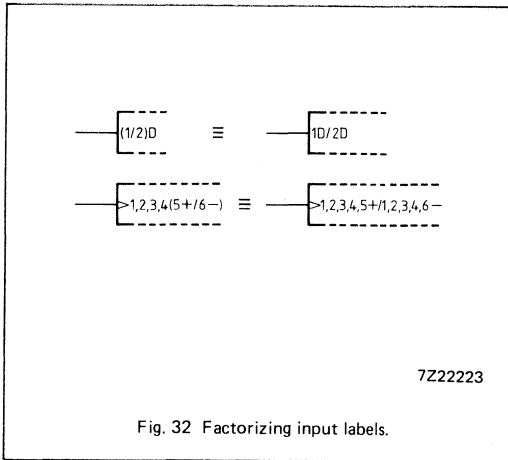 (1/2)D ≡ 1D/2D
>1,2,3,4(5+/6−) ≡ >1,2,3,4,5+/1,2,3,4,6−
7Z22223
Fig. 32 Factorizing input labels.